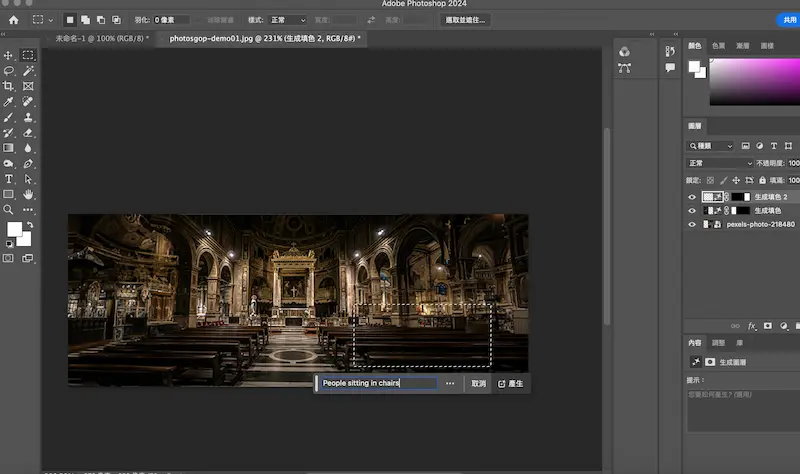 Adobe Photoshop 2024
羽化: 0 像素
樣式: 正常
寬度:
高度:
選取並遮住...
共用
未命名-1 @ 100% (RGB/8) *
photosgop-demo01.jpg @ 231% (生成填色 2, RGB/8#) *
顏色
色票
漸層
圖樣
圖層
種類
正常
不透明度: 100
鎖定:
填滿: 100
生成填色 2
生成填色
pexels-photo-218480
fx
People sitting in chairs
取消
產生
內容
調整
庫
生成圖層
提示:
您要如何產生? (選用)